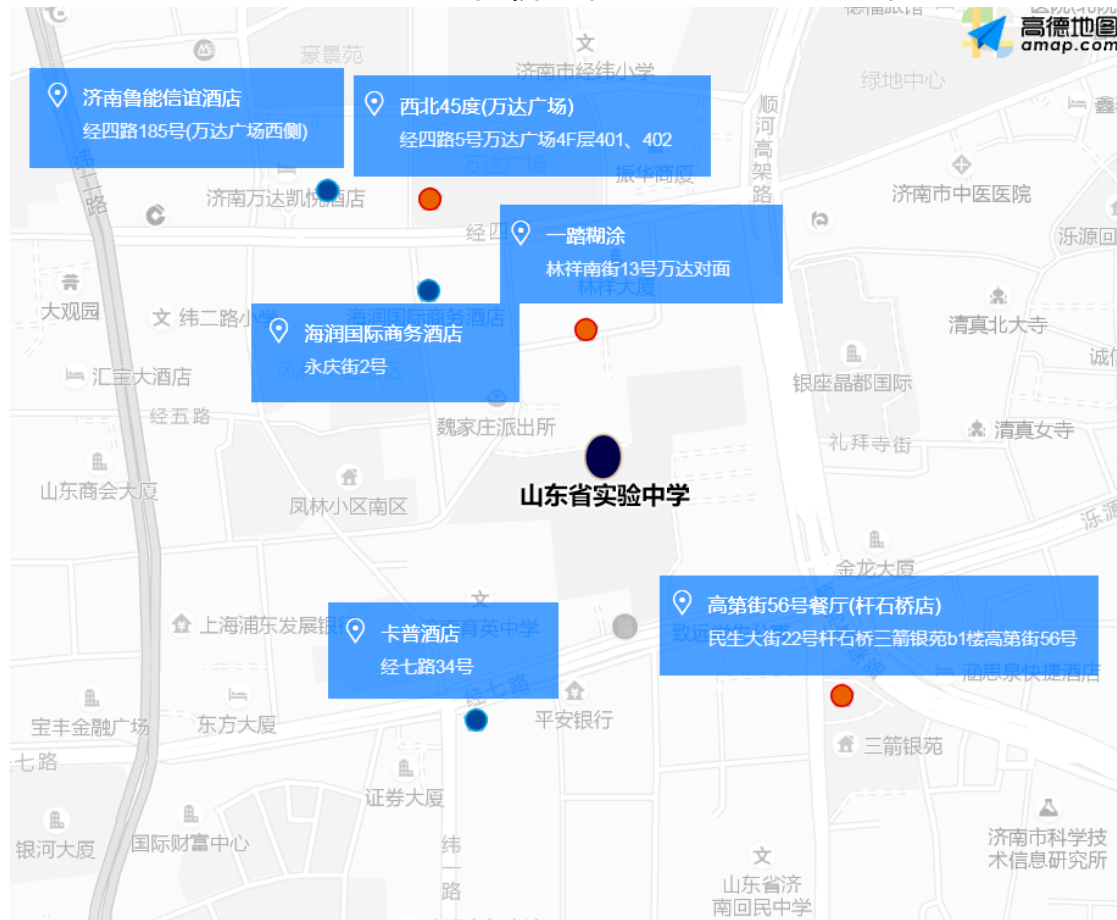 高德地图
amap.com
豪景苑
济南市经纬小学
绿地中心
鑫
济南鲁能信谊酒店
经四路185号(万达广场西侧)
西北45度(万达广场)
经四路5号万达广场4F层401、402
顺河高架路
万达广场
振华商厦
纬二路
济南万达凯悦酒店
济南市中医医院
经四
泺源回
一踏糊涂
林祥南街13号万达对面
林祥大厦
大观园
纬二路小学
海润国际商务酒店
清真北大寺
海润国际商务酒店
永庆街2号
诚信
汇宝大酒店
银座晶都国际
经五路
魏家庄派出所
礼拜寺街
清真女寺
山东商会大厦
凤林小区南区
山东省实验中学
泺源
金龙大厦
上海浦东发展银
育英中学
卡普酒店
经七路34号
高第街56号餐厅(杆石桥店)
民生大街22号杆石桥三箭银苑b1楼高第街56号
涵思泉快捷酒店
经七路
宝丰金融广场
东方大厦
平安银行
三箭银苑
七路
证券大厦
银河大厦
国际财富中心
纬一路
山东省济
南回民中学
济南市科学技
术信息研究所